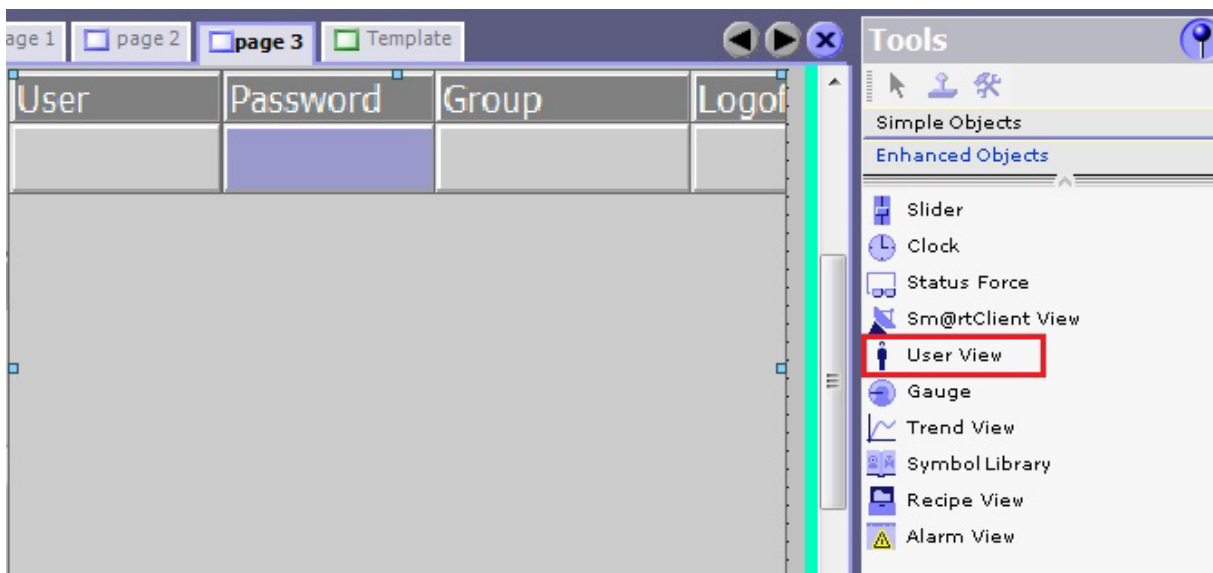 age 1 page 2 page 3 Template
User Password Group Logof
Tools
Simple Objects
Enhanced Objects
Slider
Clock
Status Force
Sm@rtClient View
User View
Gauge
Trend View
Symbol Library
Recipe View
Alarm View